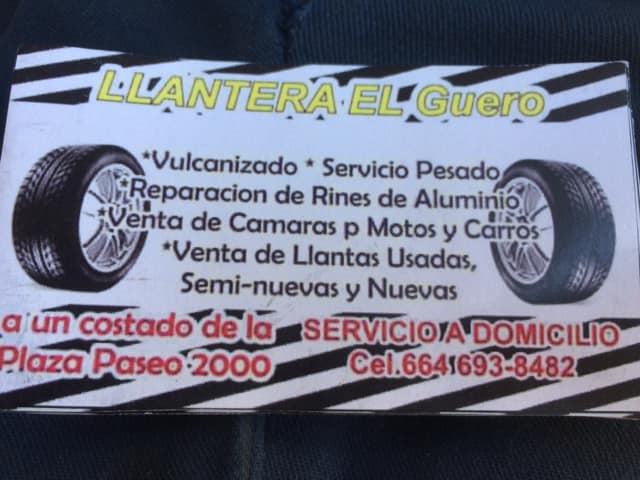 LLANTERA EL Guero
*Vulcanizado * Servicio Pesado
*Reparacion de Rines de Aluminio
*Venta de Camaras p Motos y Carros
*Venta de Llantas Usadas,
Semi-nuevas y Nuevas
a un costado de la
Plaza Paseo 2000
SERVICIO A DOMICILIO
Cel.664 693-8482